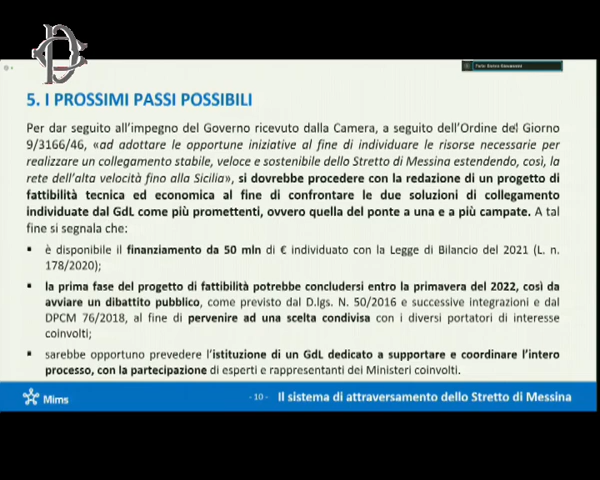 5. I PROSSIMI PASSI POSSIBILI
Per dar seguito all'impegno del Governo ricevuto dalla Camera, a seguito dell'Ordine del Giorno
9/3166/46, «ad adottare le opportune iniziative al fine di individuare le risorse necessarie per
realizzare un collegamento stabile, veloce e sostenibile dello Stretto di Messina estendendo, così, la
rete dell'alta velocità fino alla Sicilia», si dovrebbe procedere con la redazione di un progetto di
fattibilità tecnica ed economica al fine di confrontare le due soluzioni di collegamento
individuate dal GdL come più promettenti, ovvero quella del ponte a una e a più campate. A tal
fine si segnala che:
▪ è disponibile il finanziamento da 50 mln di € individuato con la Legge di Bilancio del 2021 (L. n.
178/2020);
▪ la prima fase del progetto di fattibilità potrebbe concludersi entro la primavera del 2022, così da
avviare un dibattito pubblico, come previsto dal D.lgs. N. 50/2016 e successive integrazioni e dal
DPCM 76/2018, al fine di pervenire ad una scelta condivisa con i diversi portatori di interesse
coinvolti;
▪ sarebbe opportuno prevedere l'istituzione di un GdL dedicato a supportare e coordinare l'intero
processo, con la partecipazione di esperti e rappresentanti dei Ministeri coinvolti.
Mims
- 10 - Il sistema di attraversamento dello Stretto di Messina